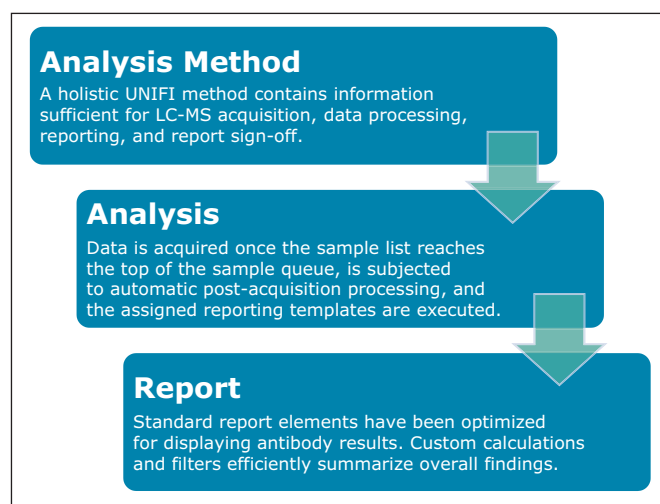 Analysis Method
A holistic UNIFI method contains information
sufficient for LC-MS acquisition, data processing,
reporting, and report sign-off.
Analysis
Data is acquired once the sample list reaches
the top of the sample queue, is subjected
to automatic post-acquisition processing, and
the assigned reporting templates are executed.
Report
Standard report elements have been optimized
for displaying antibody results. Custom calculations
and filters efficiently summarize overall findings.